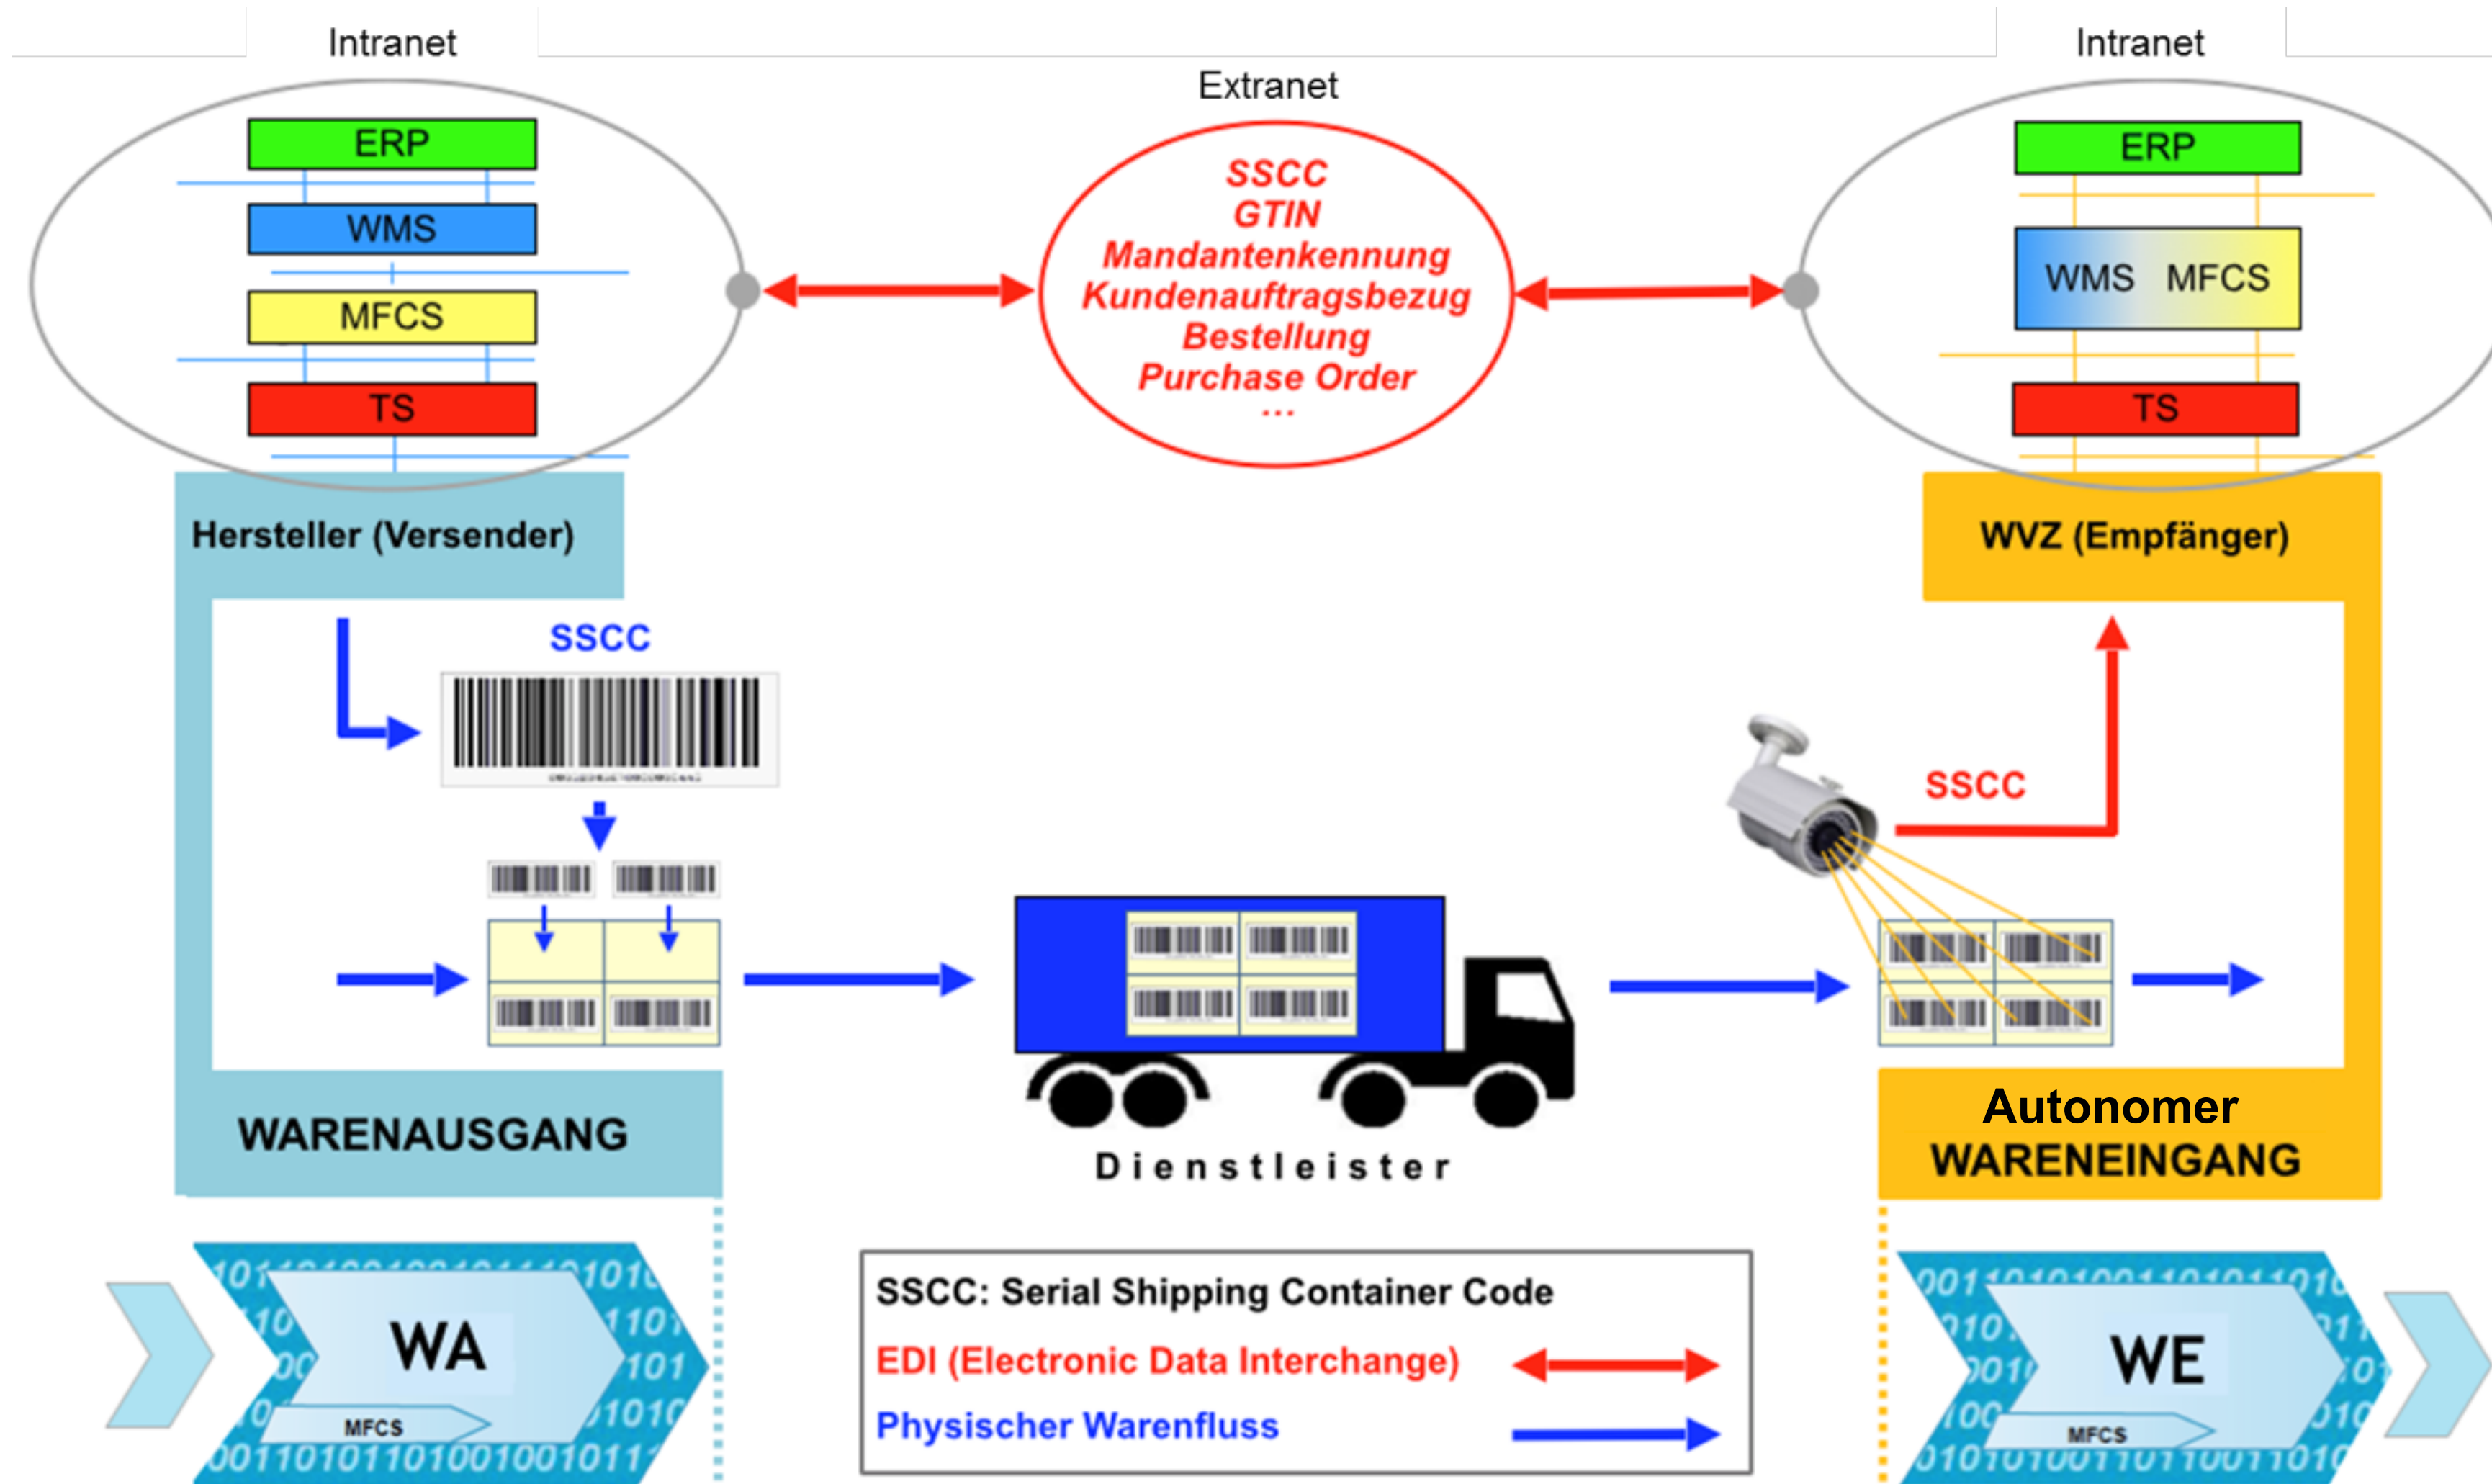 Intranet
Intranet
Extranet
ERP
WMS
MFCS
TS
SSCC
GTIN
Mandantenkennung
Kundenauftragsbezug
Bestellung
Purchase Order
...
ERP
WMS MFCS
TS
Hersteller (Versender)
WVZ (Empfänger)
SSCC
SSCC
WARENAUSGANG
Dienstleister
Autonomer
WARENEINGANG
WA
MFCS
SSCC: Serial Shipping Container Code
EDI (Electronic Data Interchange)
Physischer Warenfluss
WE
MFCS